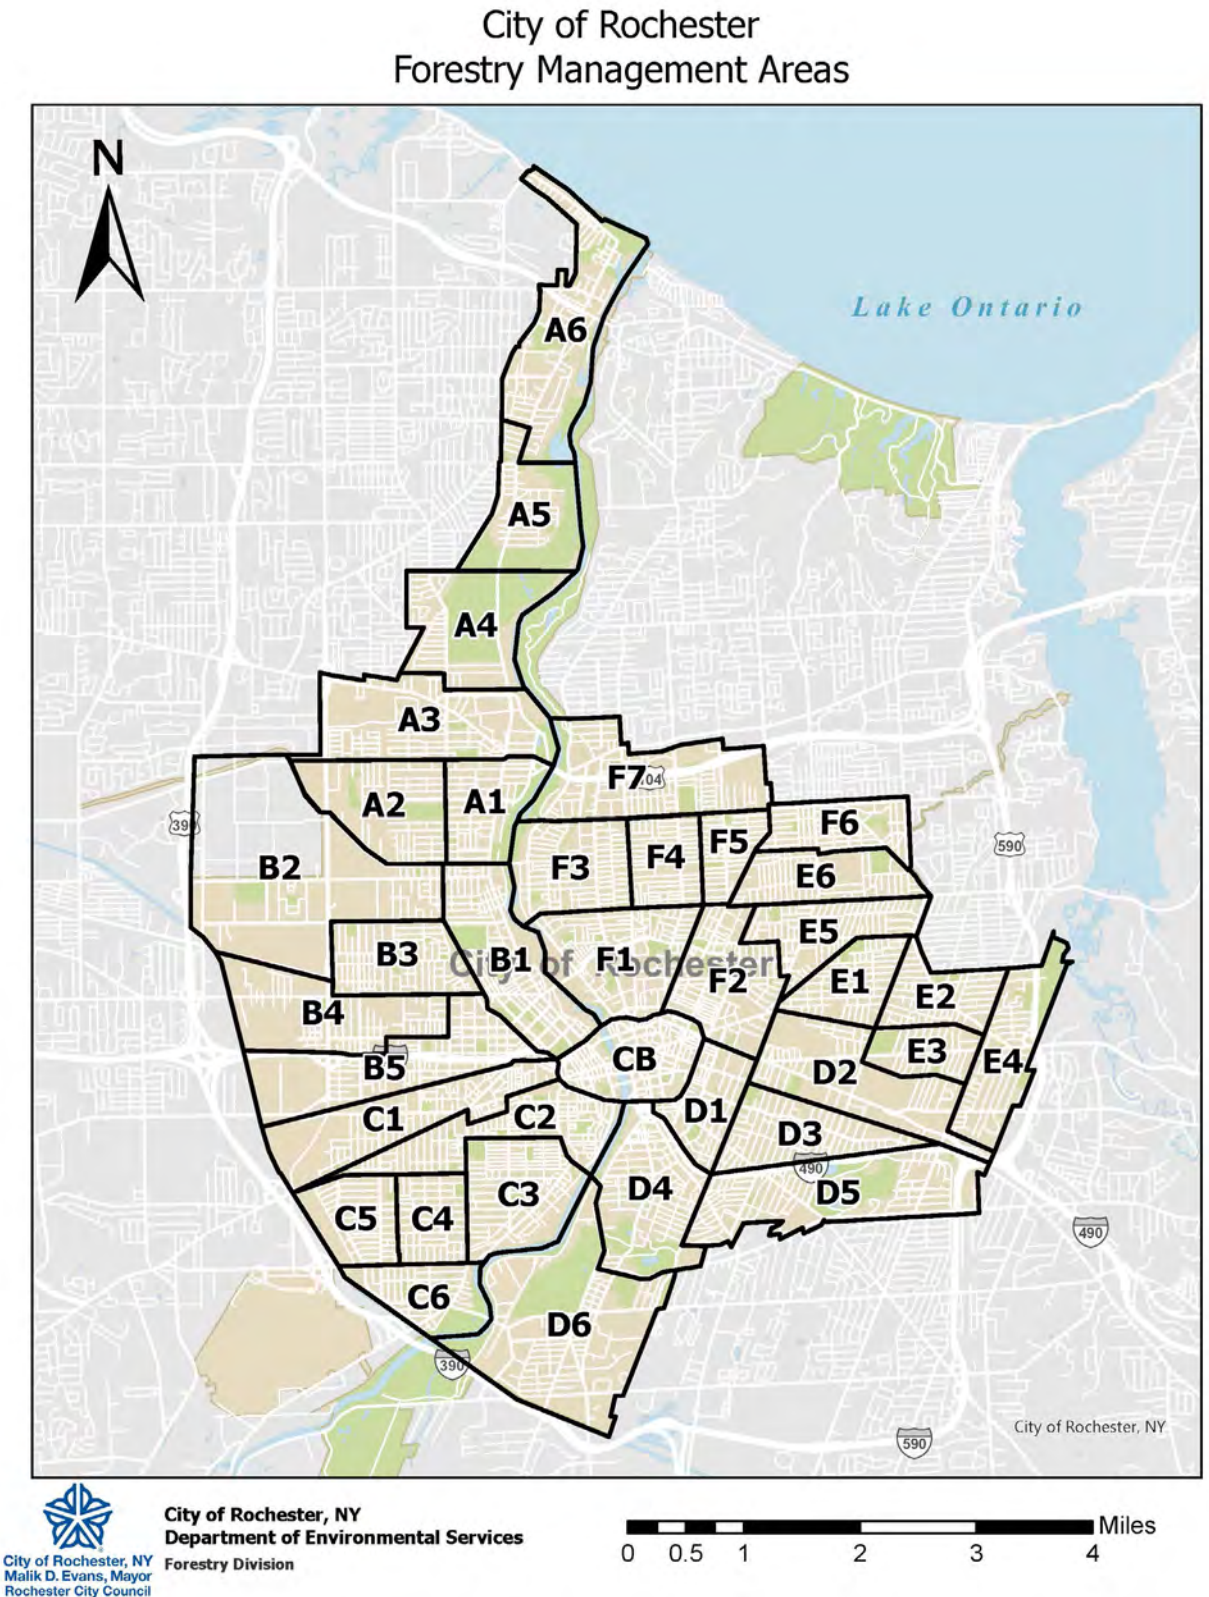 City of Rochester
Forestry Management Areas
N
Lake Ontario
A6
A5
A4
A3
F7
104
A2
A1
390
F6
F5
590
B2
F3
F4
E6
E5
B3
City of Rochester
B1
F1
F2
E1
E2
B4
E3
CB
E4
B5
D2
C1
C2
D1
D3
490
C3
D4
D5
C5
C4
490
C6
D6
390
City of Rochester, NY
590
City of Rochester, NY
Department of Environmental Services
Forestry Division
City of Rochester, NY
Malik D. Evans, Mayor
Rochester City Council
Miles
0 0.5 1 2 3 4